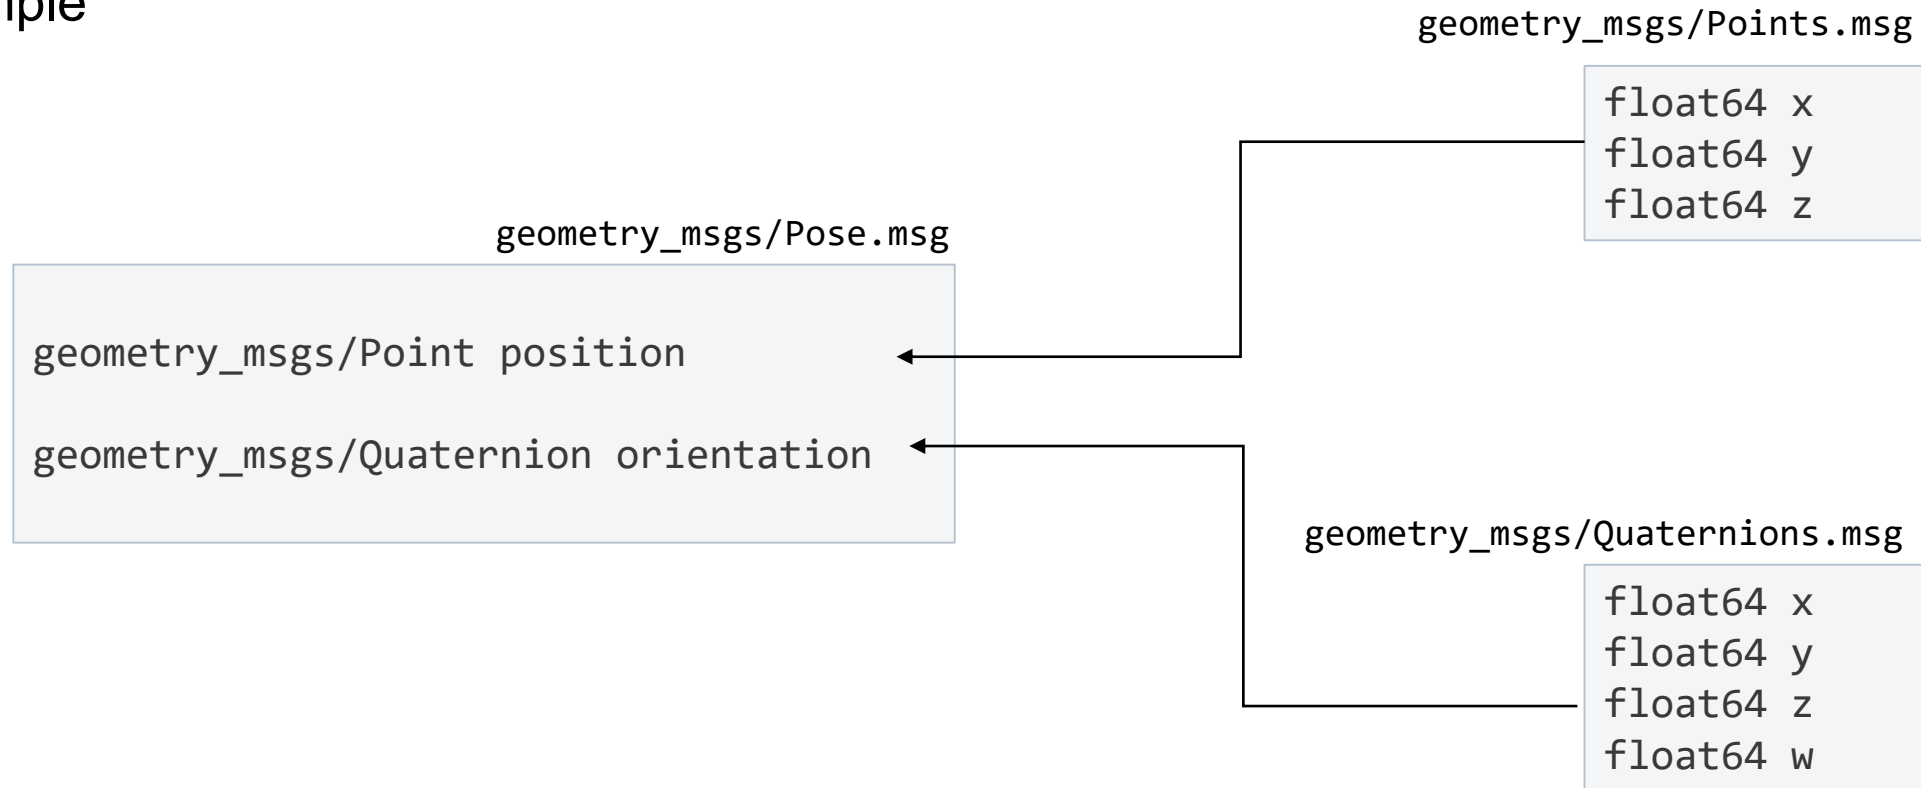 geometry_msgs/Points.msg
float64 x
float64 y
float64 z
geometry_msgs/Pose.msg
geometry_msgs/Point position
geometry_msgs/Quaternion orientation
geometry_msgs/Quaternions.msg
float64 x
float64 y
float64 z
float64 w